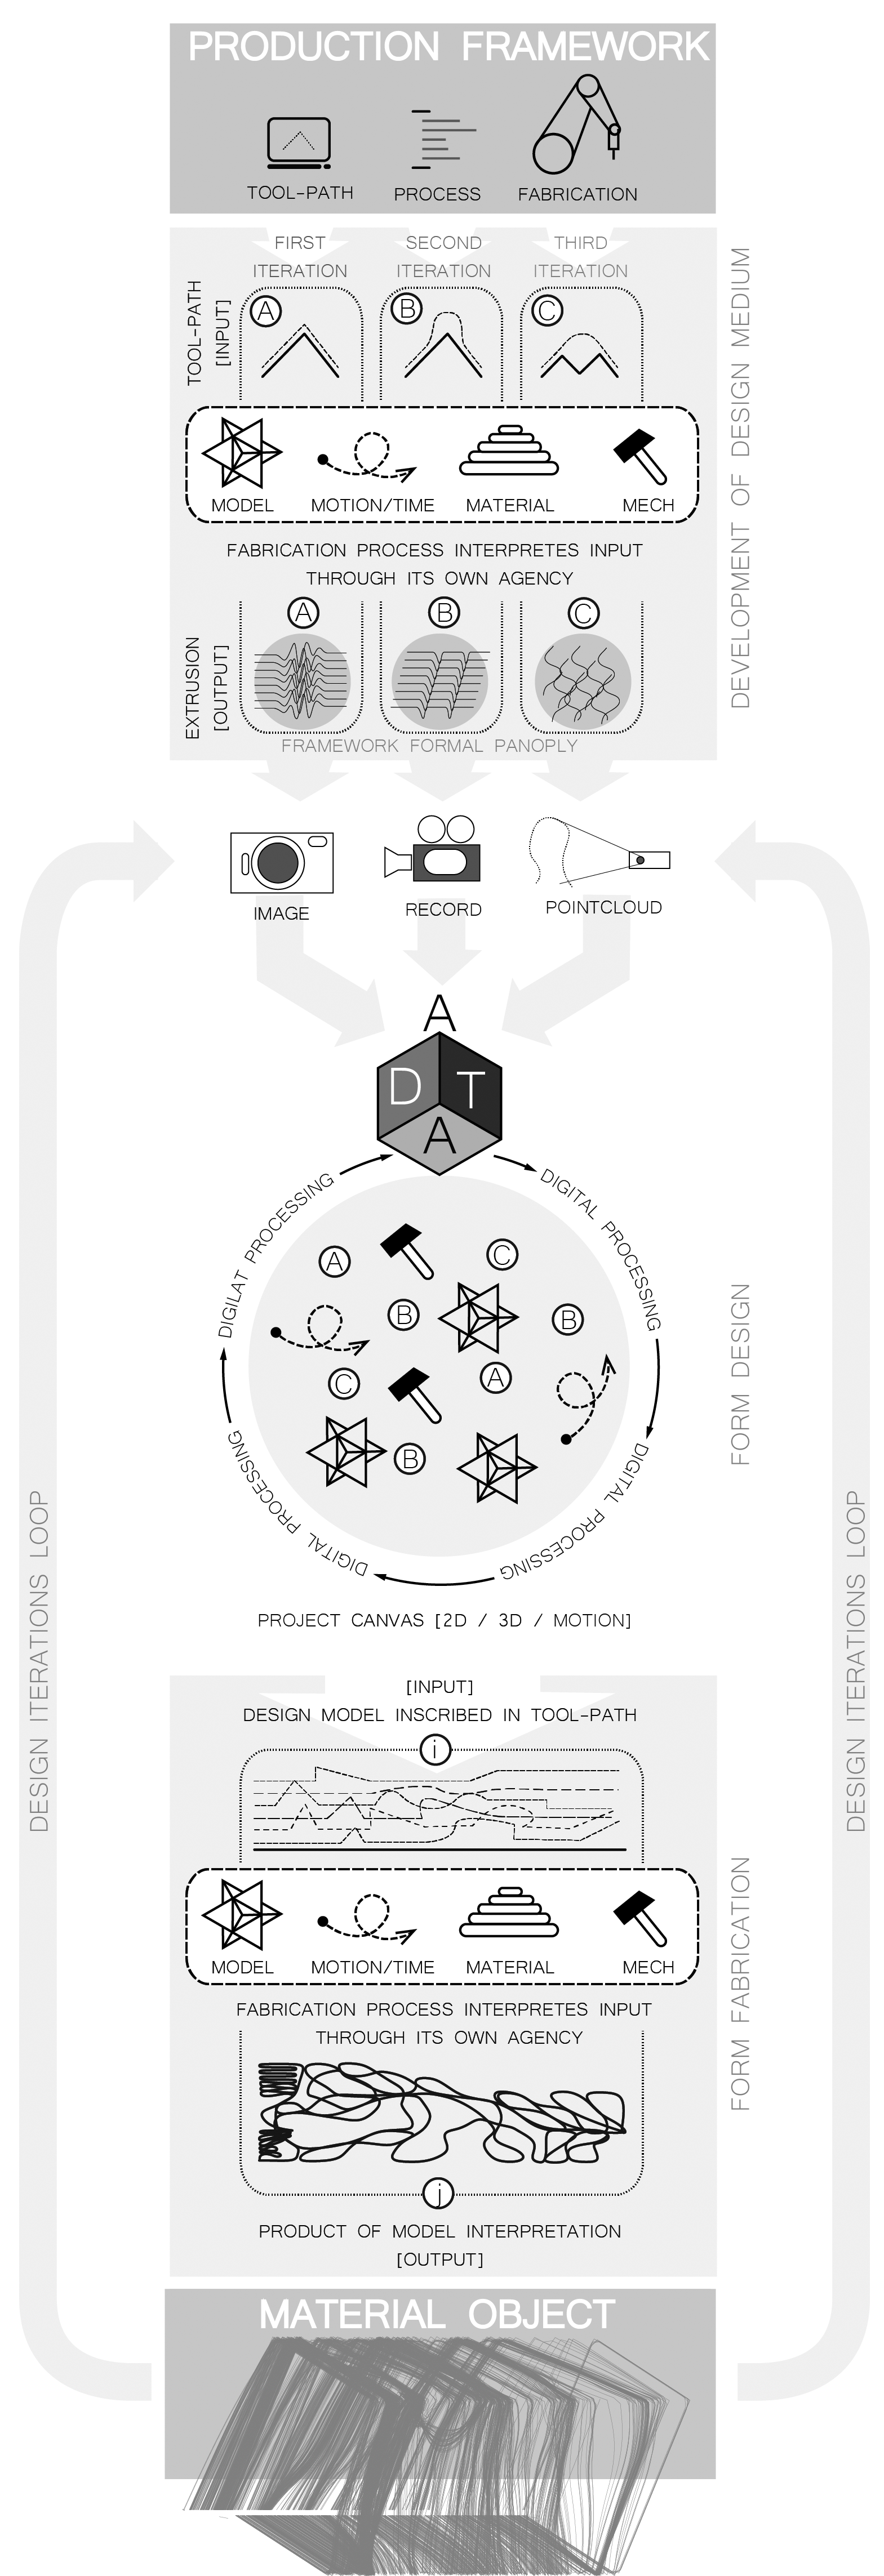 PRODUCTION FRAMEWORK
TOOL-PATH
PROCESS
FABRICATION
FIRST ITERATION
SECOND ITERATION
THIRD ITERATION
TOOL-PATH
[INPUT]
A
B
C
DEVELOPMENT OF DESIGN MEDIUM
MODEL
MOTION/TIME
MATERIAL
MECH
FABRICATION PROCESS INTERPRETES INPUT
THROUGH ITS OWN AGENCY
EXTRUSION
[OUTPUT]
A
B
C
FRAMEWORK FORMAL PANOPLY
IMAGE
RECORD
POINTCLOUD
A
D
T
A
DIGILAT PROCESSING
DIGITAL PROCESSING
DIGITAL PROCESSING
DIGITAL PROCESSING
A
C
B
B
C
A
B
FORM DESIGN
PROJECT CANVAS [2D / 3D / MOTION]
DESIGN ITERATIONS LOOP
DESIGN ITERATIONS LOOP
[INPUT]
DESIGN MODEL INSCRIBED IN TOOL-PATH
i
MODEL
MOTION/TIME
MATERIAL
MECH
FORM FABRICATION
FABRICATION PROCESS INTERPRETES INPUT
THROUGH ITS OWN AGENCY
j
PRODUCT OF MODEL INTERPRETATION
[OUTPUT]
MATERIAL OBJECT